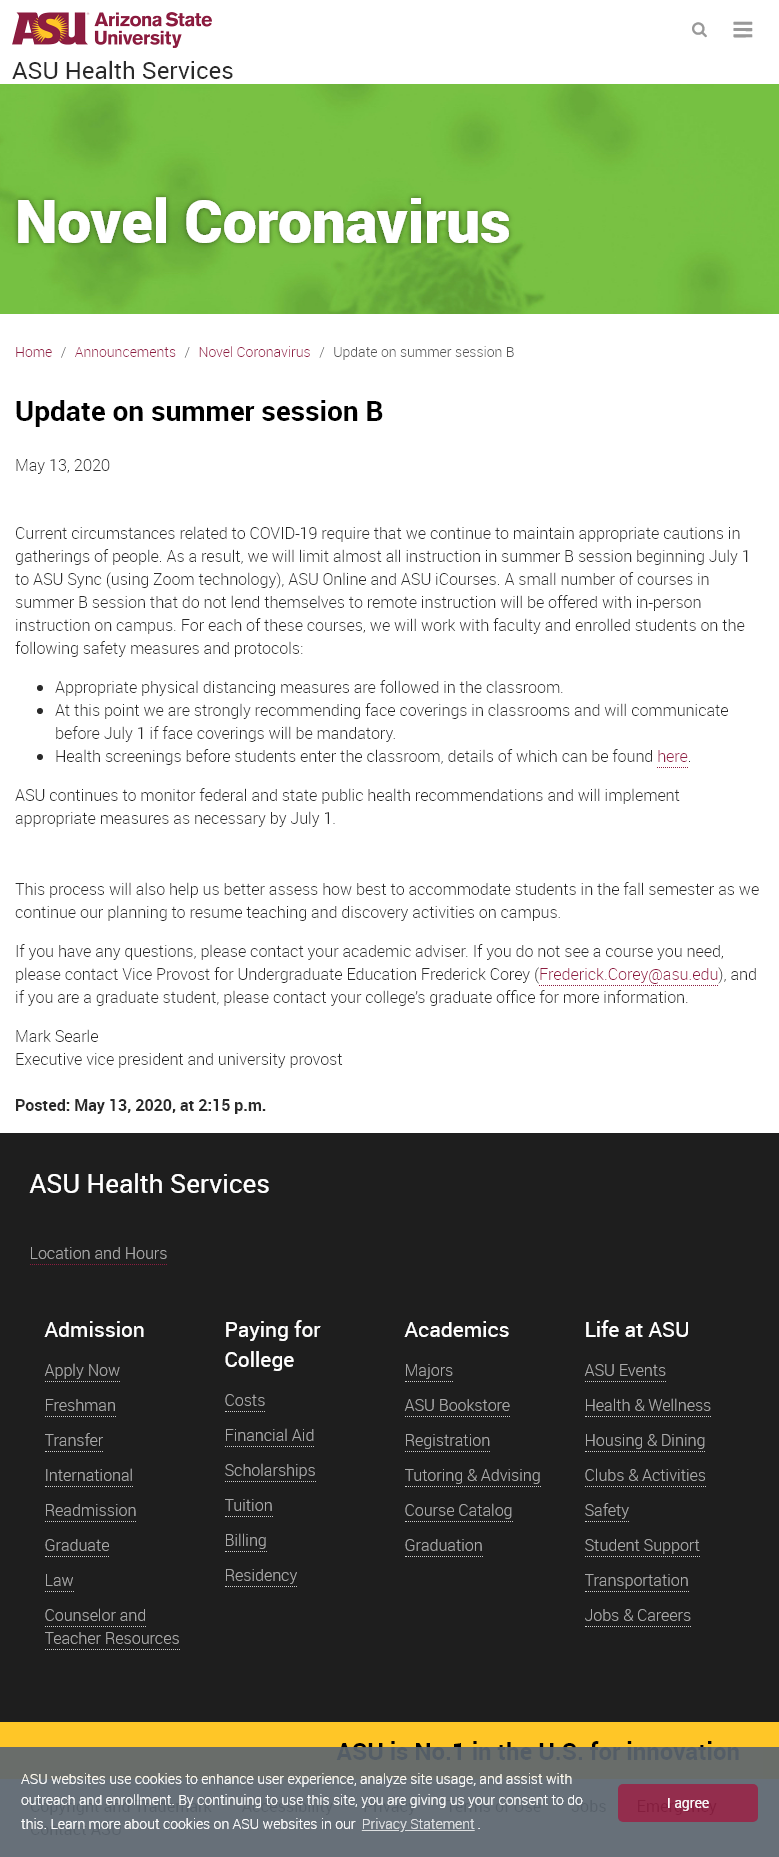 ASU Arizona State
University
ASU Health Services
Novel Coronavirus
Home / Announcements / Novel Coronavirus / Update on summer session B
Update on summer session B
May 13, 2020
Current circumstances related to COVID-19 require that we continue to maintain appropriate cautions in
gatherings of people. As a result, we will limit almost all instruction in summer B session beginning July 1
to ASU Sync (using Zoom technology), ASU Online and ASU iCourses. A small number of courses in
summer B session that do not lend themselves to remote instruction will be offered with in-person
instruction on campus. For each of these courses, we will work with faculty and enrolled students on the
following safety measures and protocols:
• Appropriate physical distancing measures are followed in the classroom.
• At this point we are strongly recommending face coverings in classrooms and will communicate
before July 1 if face coverings will be mandatory.
• Health screenings before students enter the classroom, details of which can be found here.
ASU continues to monitor federal and state public health recommendations and will implement
appropriate measures as necessary by July 1.
This process will also help us better assess how best to accommodate students in the fall semester as we
continue our planning to resume teaching and discovery activities on campus.
If you have any questions, please contact your academic adviser. If you do not see a course you need,
please contact Vice Provost for Undergraduate Education Frederick Corey (Frederick.Corey@asu.edu), and
if you are a graduate student, please contact your college's graduate office for more information.
Mark Searle
Executive vice president and university provost
Posted: May 13, 2020, at 2:15 p.m.
ASU Health Services
Location and Hours
Admission
Apply Now
Freshman
Transfer
International
Readmission
Graduate
Law
Counselor and
Teacher Resources
Paying for
College
Costs
Financial Aid
Scholarships
Tuition
Billing
Residency
Academics
Majors
ASU Bookstore
Registration
Tutoring & Advising
Course Catalog
Graduation
Life at ASU
ASU Events
Health & Wellness
Housing & Dining
Clubs & Activities
Safety
Student Support
Transportation
Jobs & Careers
ASU is No.1 in the U.S. for innovation
ASU websites use cookies to enhance user experience, analyze site usage, and assist with
outreach and enrollment. By continuing to use this site, you are giving us your consent to do
this. Learn more about cookies on ASU websites in our Privacy Statement .
I agree
Copyright and Trademark Accessibility Privacy Terms of Use Jobs Emergency
Contact ASU